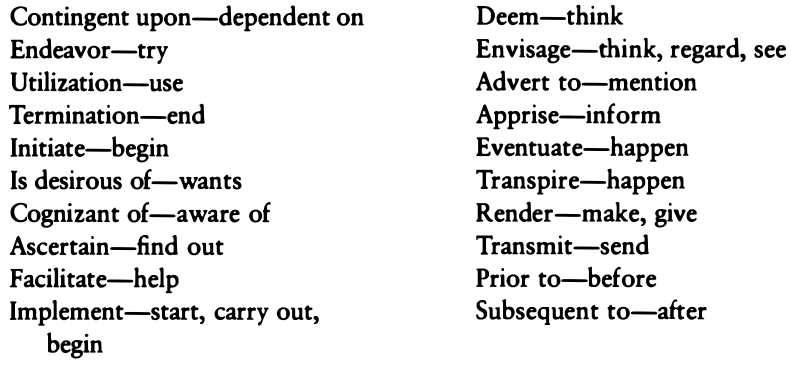 Contingent upon—dependent on
Endeavor—try
Utilization—use
Termination—end
Initiate—begin
Is desirous of—wants
Cognizant of—aware of
Ascertain—find out
Facilitate—help
Implement—start, carry out,
begin
Deem—think
Envisage—think, regard, see
Advert to—mention
Apprise—inform
Eventuate—happen
Transpire—happen
Render—make, give
Transmit—send
Prior to—before
Subsequent to—after